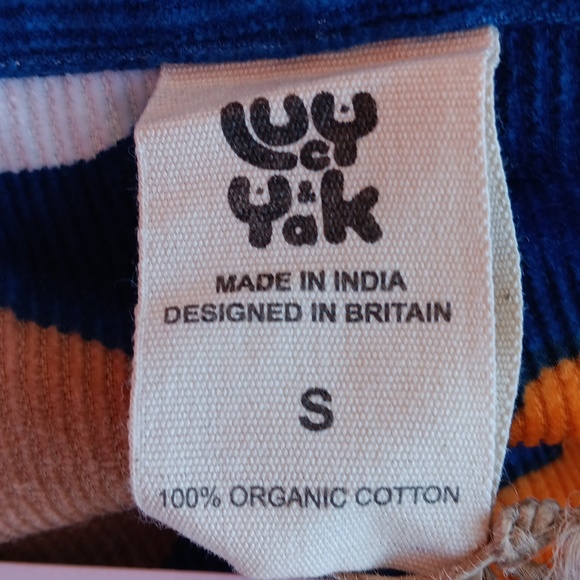 Lucy
&
Yak
MADE IN INDIA
DESIGNED IN BRITAIN
S
100% ORGANIC COTTON